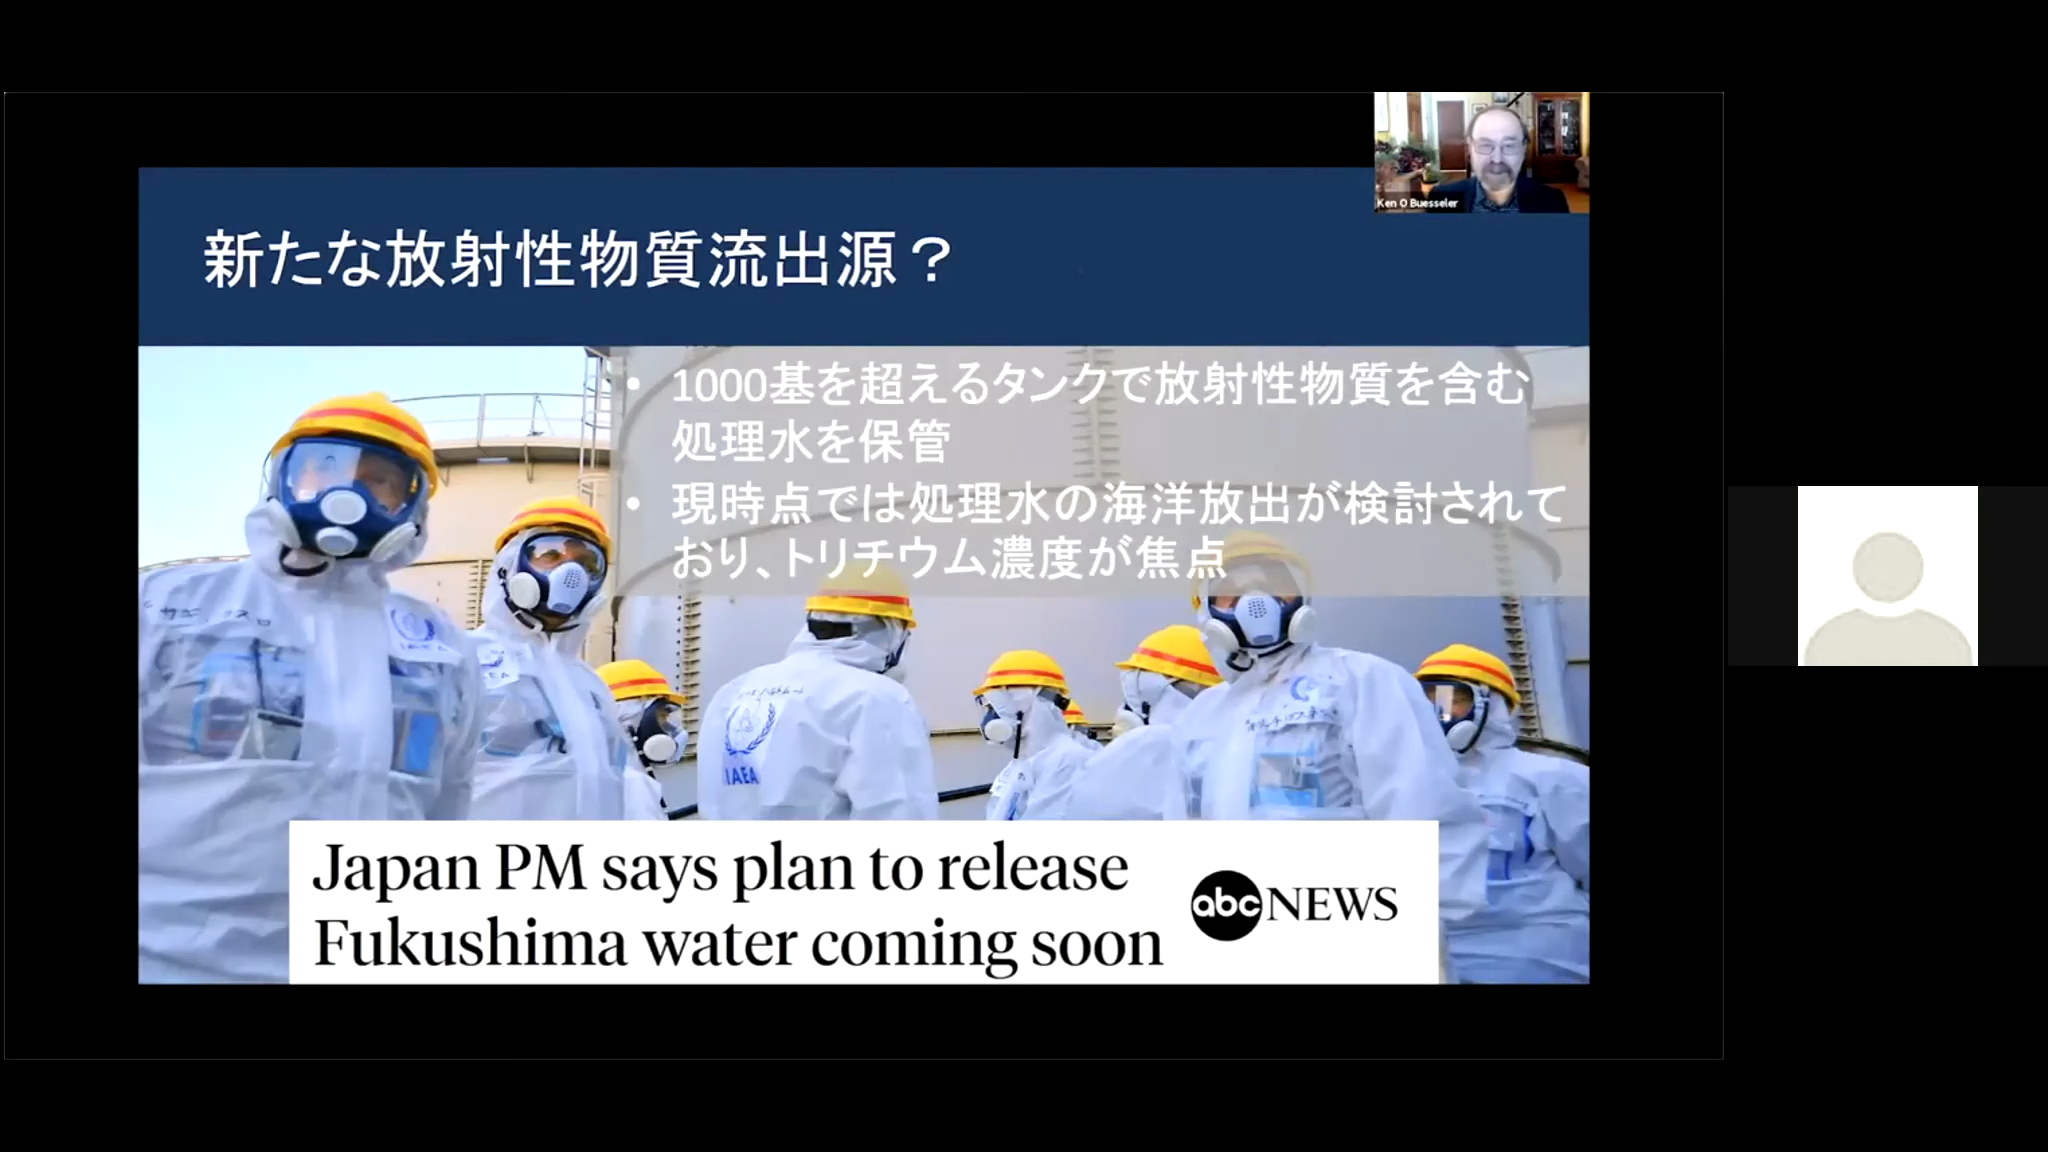 Ken O Buesseler
新たな放射性物質流出源？
• 1000基を超えるタンクで放射性物質を含む
処理水を保管
• 現時点では処理水の海洋放出が検討されて
おり、トリチウム濃度が焦点
IAEA
Japan PM says plan to release
Fukushima water coming soon
abc NEWS